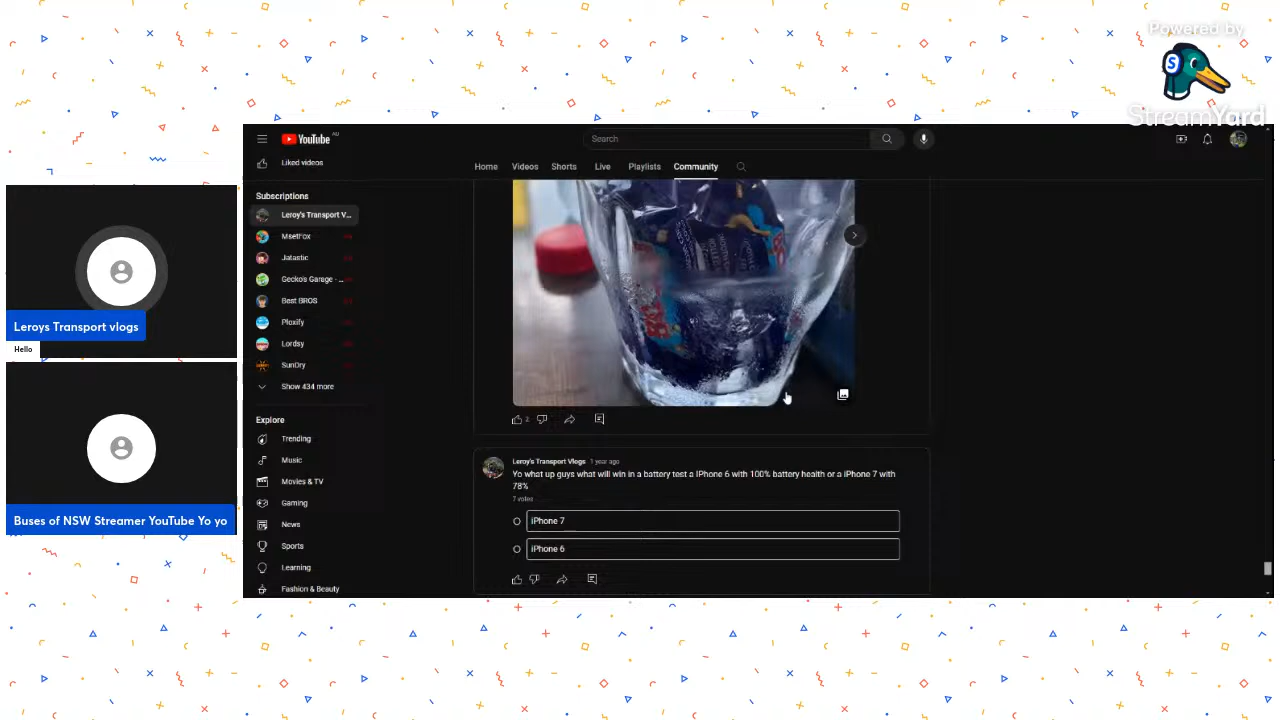 Powered by
StreamYard
YouTube AU
Search
Liked videos
Home Videos Shorts Live Playlists Community
Subscriptions
Leroy's Transport V...
MsetFox
Jatastic
Gecko's Garage - ...
Best BROS
Ploxify
Lordsy
SunDry
Show 434 more
Explore
Trending
Music
Movies & TV
Gaming
News
Sports
Learning
Fashion & Beauty
2
Leroy's Transport Vlogs 1 year ago
Yo what up guys what will win in a battery test a IPhone 6 with 100% battery health or a iPhone 7 with
78%
7 votes
iPhone 7
iPhone 6
Leroys Transport vlogs
Hello
Buses of NSW Streamer YouTube Yo yo